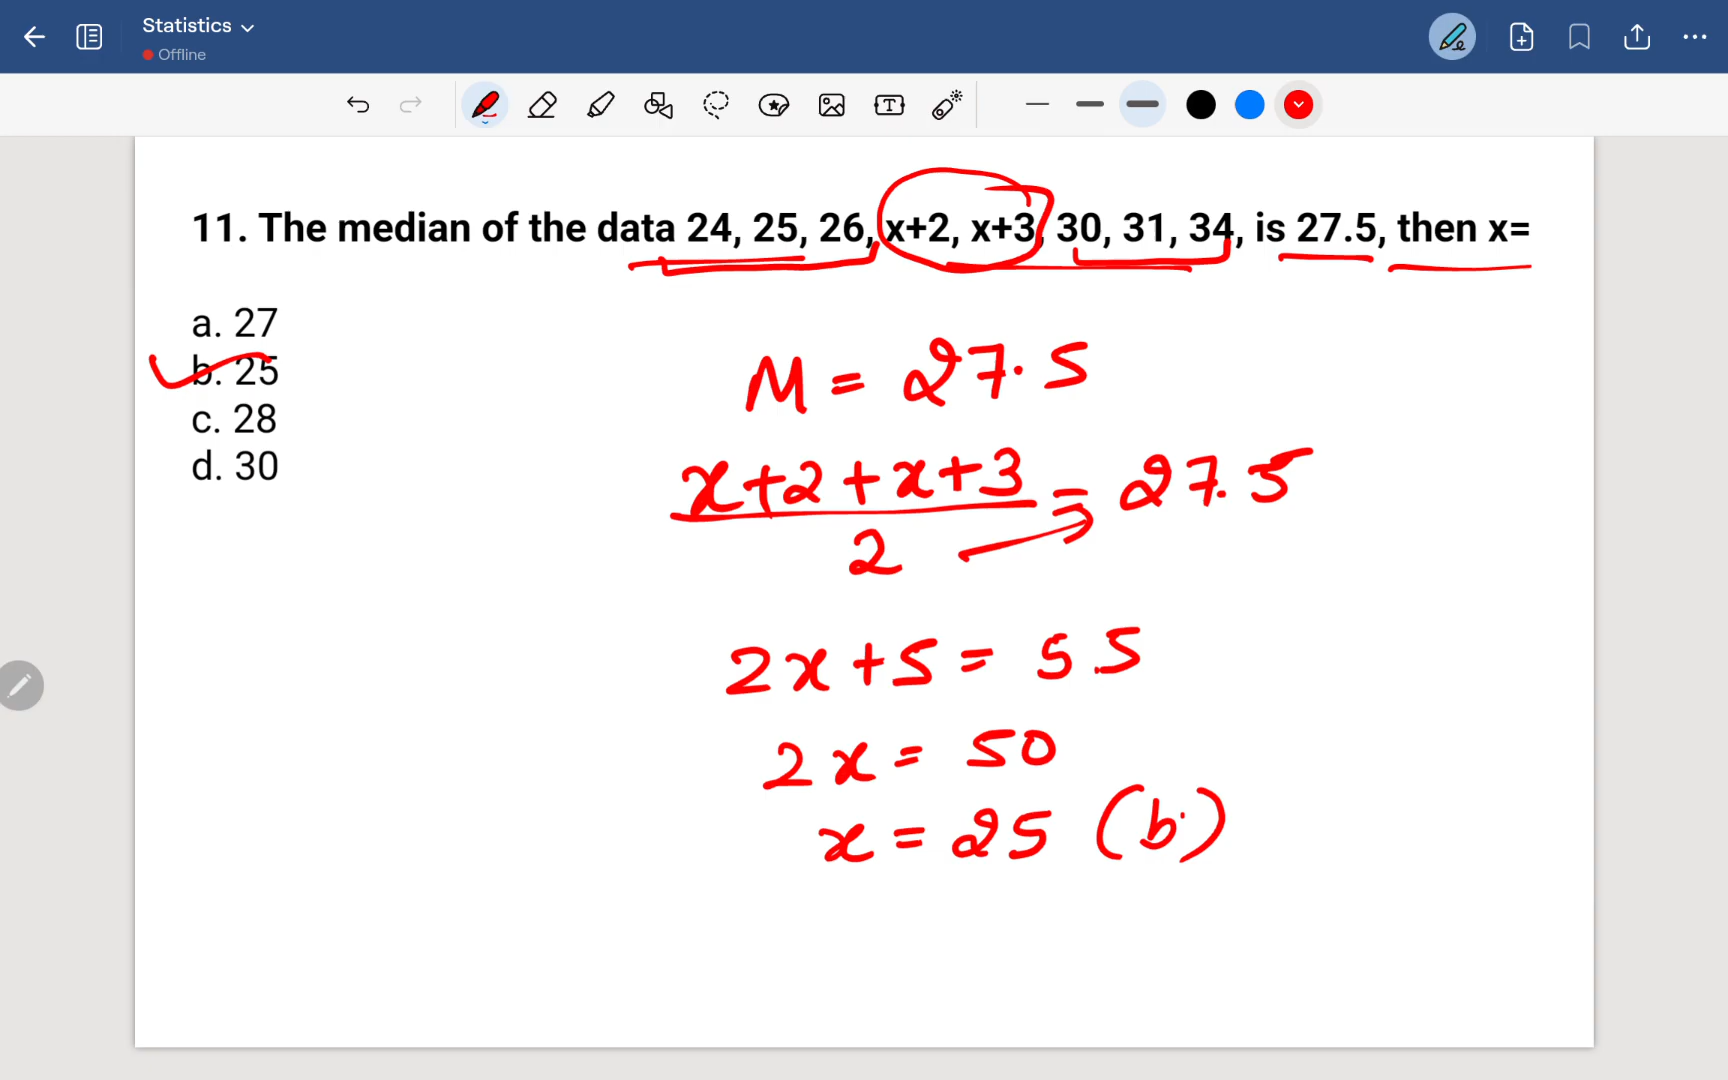 Statistics
Offline
11. The median of the data 24, 25, 26, x+2, x+3, 30, 31, 34, is 27.5, then x=
a. 27
b. 25
c. 28
d. 30
M = 27.5
x+2+x+3 = 27.5
2
2x+5 = 55
2x = 50
x = 25 (b)